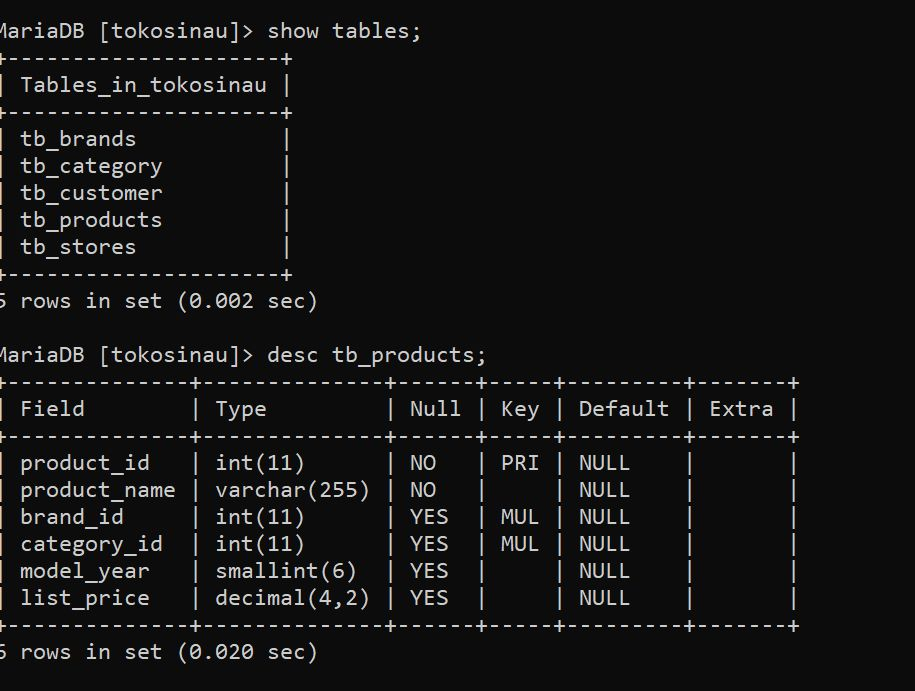 MariaDB [tokosinau]> show tables;
+---------------------+
| Tables_in_tokosinau |
+---------------------+
| tb_brands           |
| tb_category         |
| tb_customer         |
| tb_products         |
| tb_stores           |
+---------------------+
5 rows in set (0.002 sec)
MariaDB [tokosinau]> desc tb_products;
+--------------+--------------+------+-----+---------+-------+
| Field        | Type         | Null | Key | Default | Extra |
+--------------+--------------+------+-----+---------+-------+
| product_id   | int(11)      | NO   | PRI | NULL    |       |
| product_name | varchar(255) | NO   |     | NULL    |       |
| brand_id     | int(11)      | YES  | MUL | NULL    |       |
| category_id  | int(11)      | YES  | MUL | NULL    |       |
| model_year   | smallint(6)  | YES  |     | NULL    |       |
| list_price   | decimal(4,2) | YES  |     | NULL    |       |
+--------------+--------------+------+-----+---------+-------+
6 rows in set (0.020 sec)